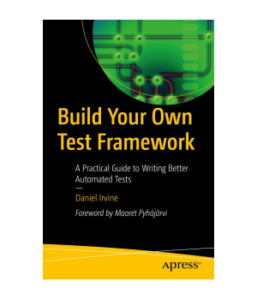 Build Your Own
Test Framework
A Practical Guide to Writing Better
Automated Tests
—
Daniel Irvine
Foreword by Maaret Pyhäjärvi
Apress®